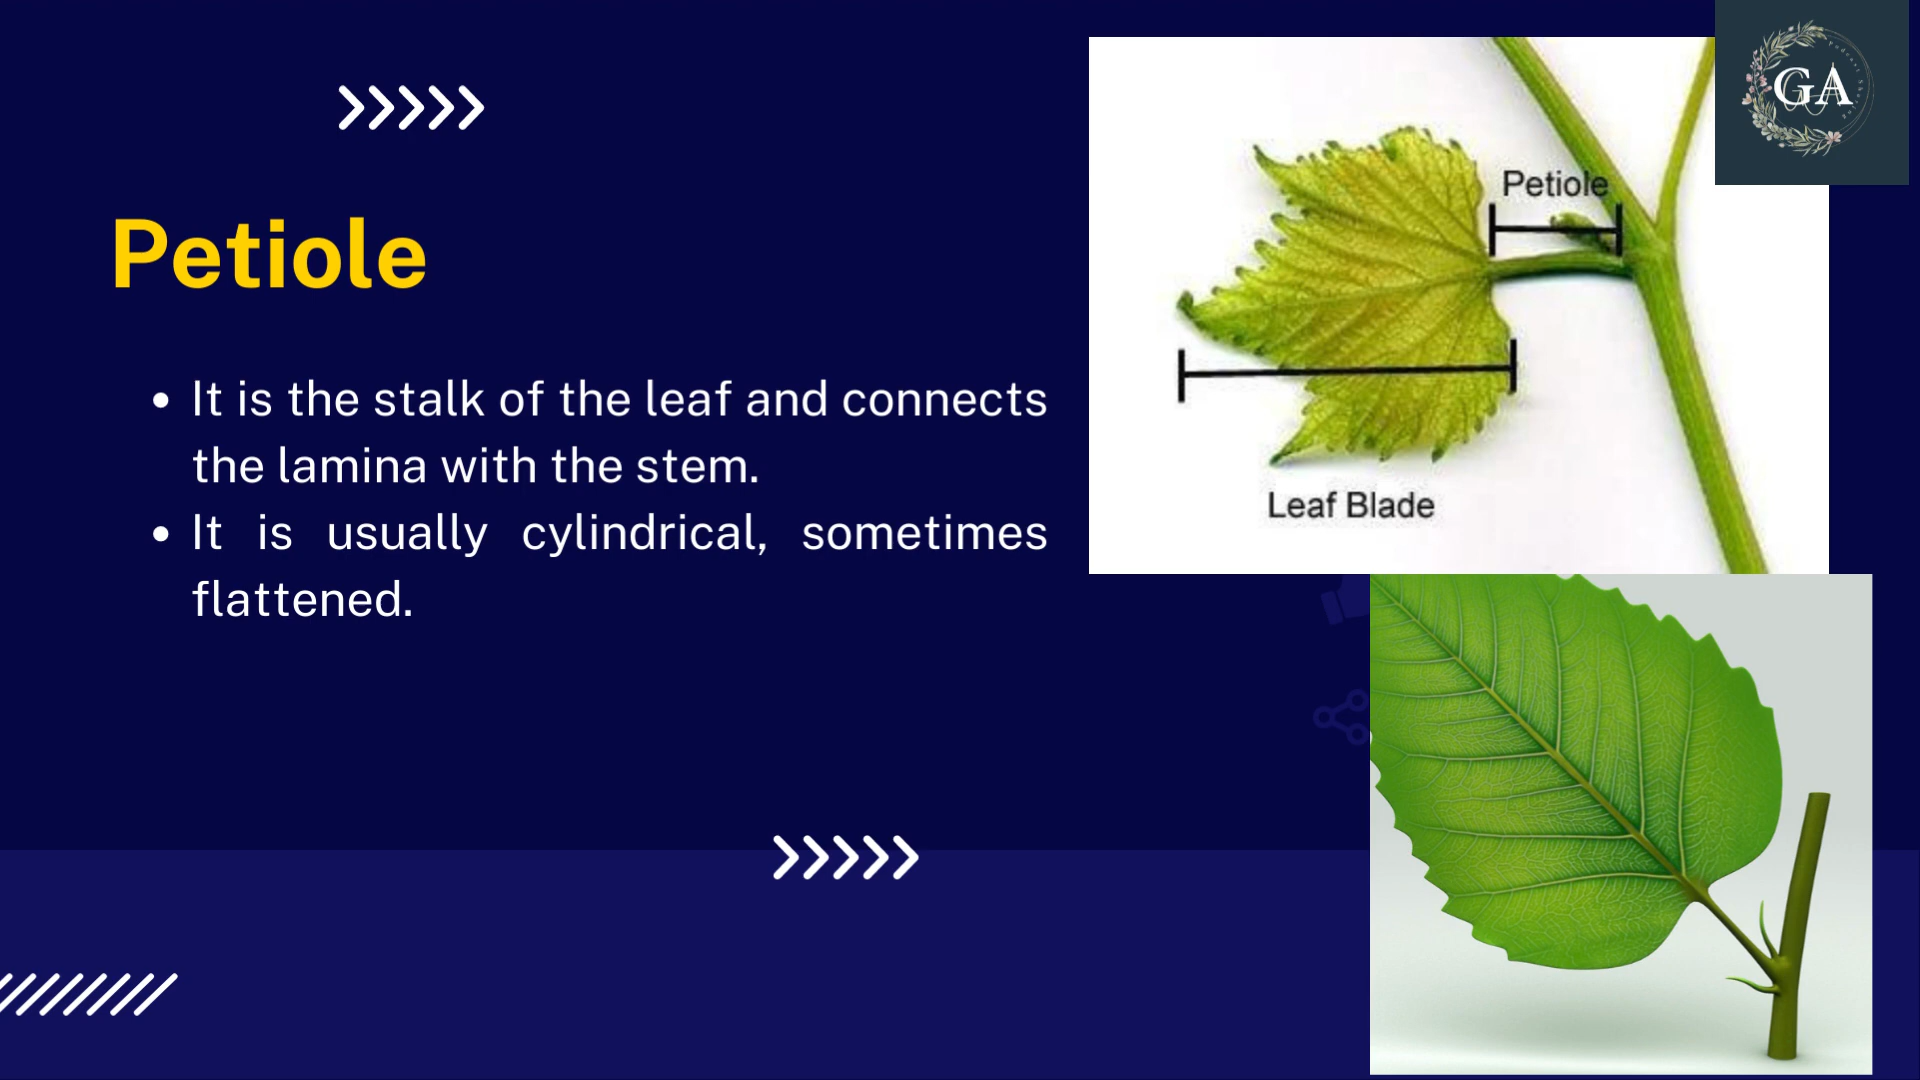 GA
Petiole
It is the stalk of the leaf and connects
the lamina with the stem.
It is usually cylindrical, sometimes
flattened.
Petiole
Leaf Blade